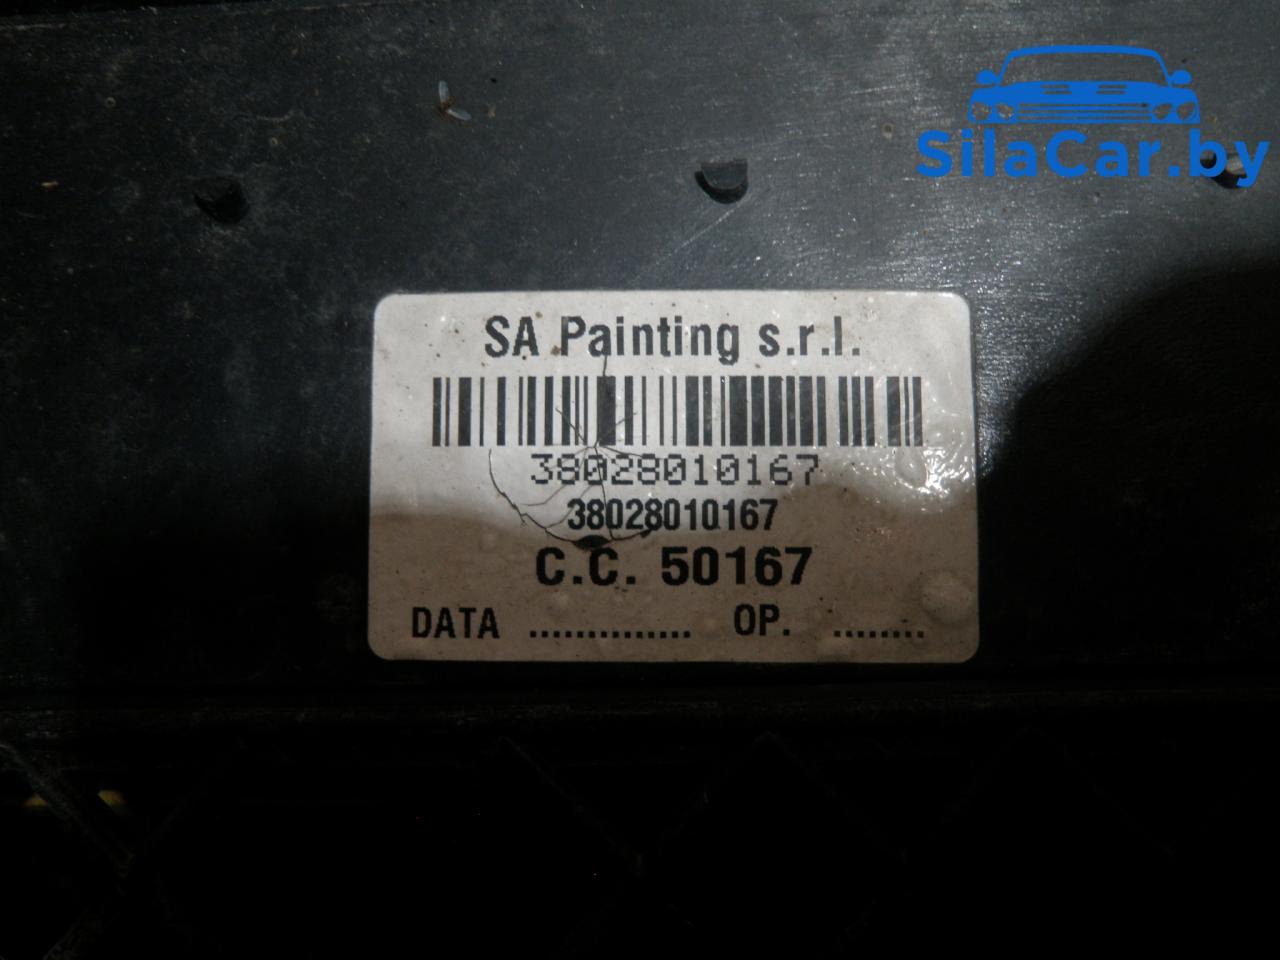 SilaCar.by
SA Painting s.r.l.
38028010167
38028010167
C.C. 50167
DATA .............. OP. ........